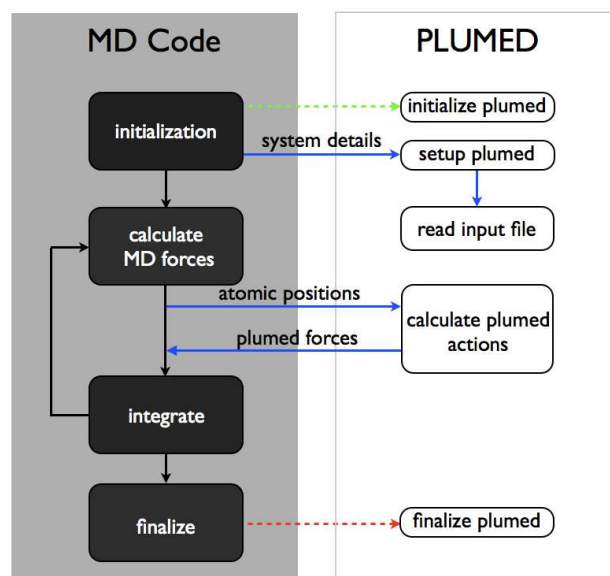 MD Code
PLUMED
initialization
initialize plumed
system details
setup plumed
read input file
calculate
MD forces
atomic positions
calculate plumed
actions
plumed forces
integrate
finalize
finalize plumed